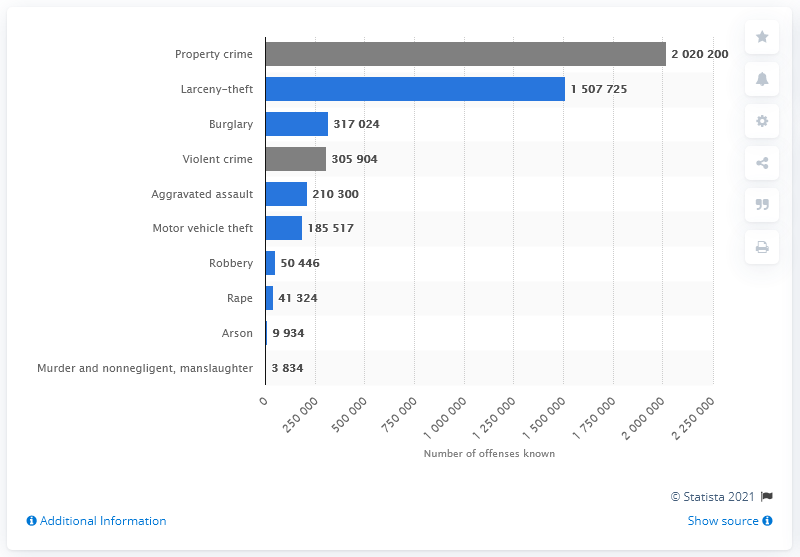 Property crime 2 020 200
Larceny-theft 1 507 725
Burglary 317 024
Violent crime 305 904
Aggravated assault 210 300
Motor vehicle theft 185 517
Robbery 50 446
Rape 41 324
Arson 9 934
Murder and nonnegligent, manslaughter 3 834
0 250 000 500 000 750 000 1 000 000 1 250 000 1 500 000 1 750 000 2 000 000 2 250 000
Number of offenses known
© Statista 2021
Additional Information Show source